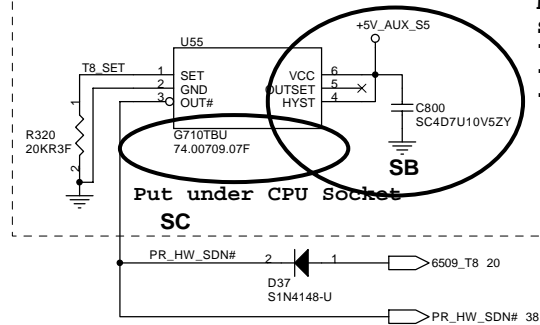 +5V_AUX_S5
U55
T8_SET
1 SET VCC 6
2 GND OUTSET 5
3 OUT# HYST 4
C800
SC4D7U10V5ZY
R320
20KR3F
1
2
G710TBU
74.00709.07F
SB
Put under CPU Socket
SC
PR_HW_SDN# 2 1 6509_T8 20
D37
S1N4148-U
PR_HW_SDN# 38